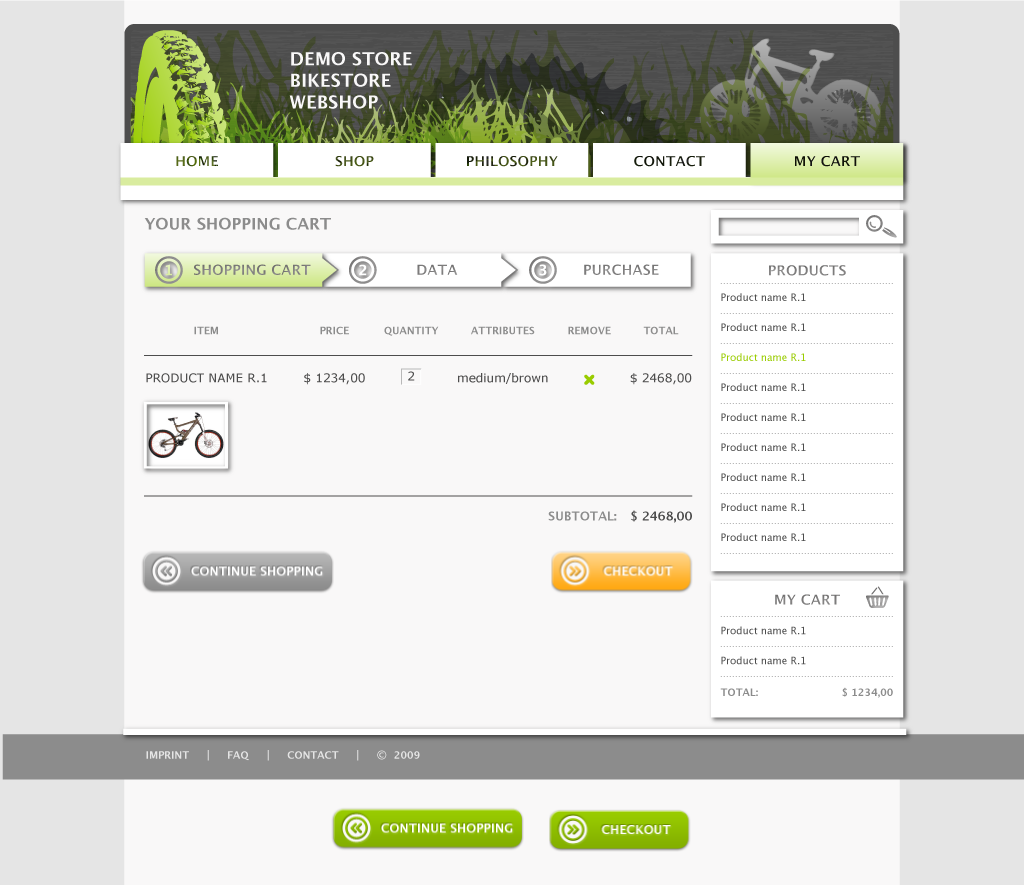 DEMO STORE
BIKESTORE
WEBSHOP
HOME SHOP PHILOSOPHY CONTACT MY CART
YOUR SHOPPING CART
1 SHOPPING CART 2 DATA 3 PURCHASE
ITEM PRICE QUANTITY ATTRIBUTES REMOVE TOTAL
PRODUCT NAME R.1 $ 1234,00 2 medium/brown $ 2468,00
SUBTOTAL: $ 2468,00
CONTINUE SHOPPING CHECKOUT
PRODUCTS
Product name R.1
Product name R.1
Product name R.1
Product name R.1
Product name R.1
Product name R.1
Product name R.1
Product name R.1
Product name R.1
MY CART
Product name R.1
Product name R.1
TOTAL: $ 1234,00
IMPRINT | FAQ | CONTACT | © 2009
CONTINUE SHOPPING CHECKOUT